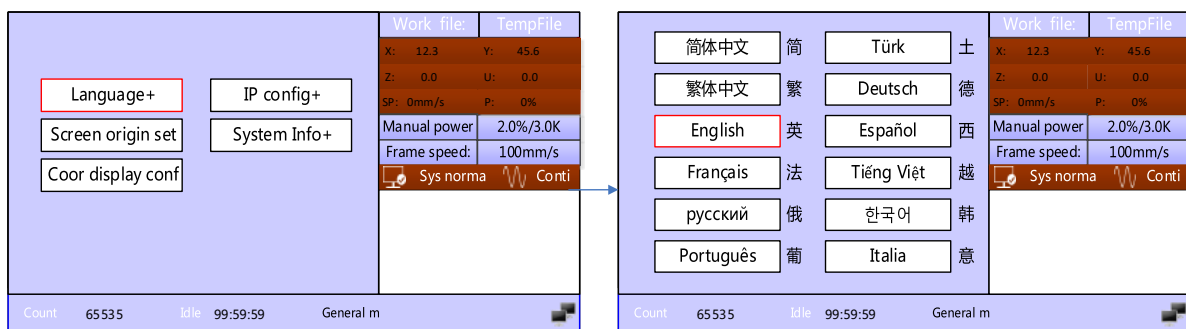 Work file: TempFile
X: 12.3 Y: 45.6
Z: 0.0 U: 0.0
SP: 0mm/s P: 0%
Manual power 2.0%/3.0K
Frame speed: 100mm/s
Sys norma Conti
Language+ IP config+
Screen origin set System Info+
Coor display conf
Count 65535 Idle 99:59:59 General m
Work file: TempFile
X: 12.3 Y: 45.6
Z: 0.0 U: 0.0
SP: 0mm/s P: 0%
Manual power 2.0%/3.0K
Frame speed: 100mm/s
Sys norma Conti
简体中文 简 Türk 土
繁体中文 繁 Deutsch 德
English 英 Español 西
Français 法 Tiếng Việt 越
русский 俄 한국어 韩
Português 葡 Italia 意
Count 65535 Idle 99:59:59 General m